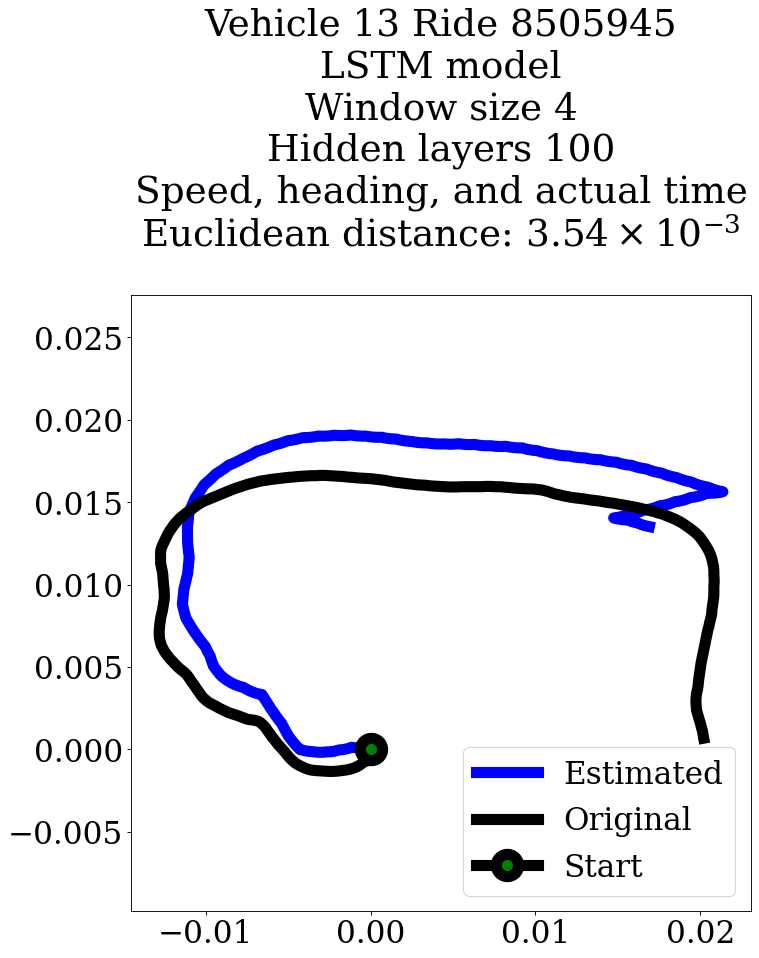 Vehicle 13 Ride 8505945
LSTM model
Window size 4
Hidden layers 100
Speed, heading, and actual time
Euclidean distance: 3.54 × 10⁻³
0.025
0.020
0.015
0.010
0.005
0.000
−0.005
Estimated
Original
Start
−0.01 0.00 0.01 0.02